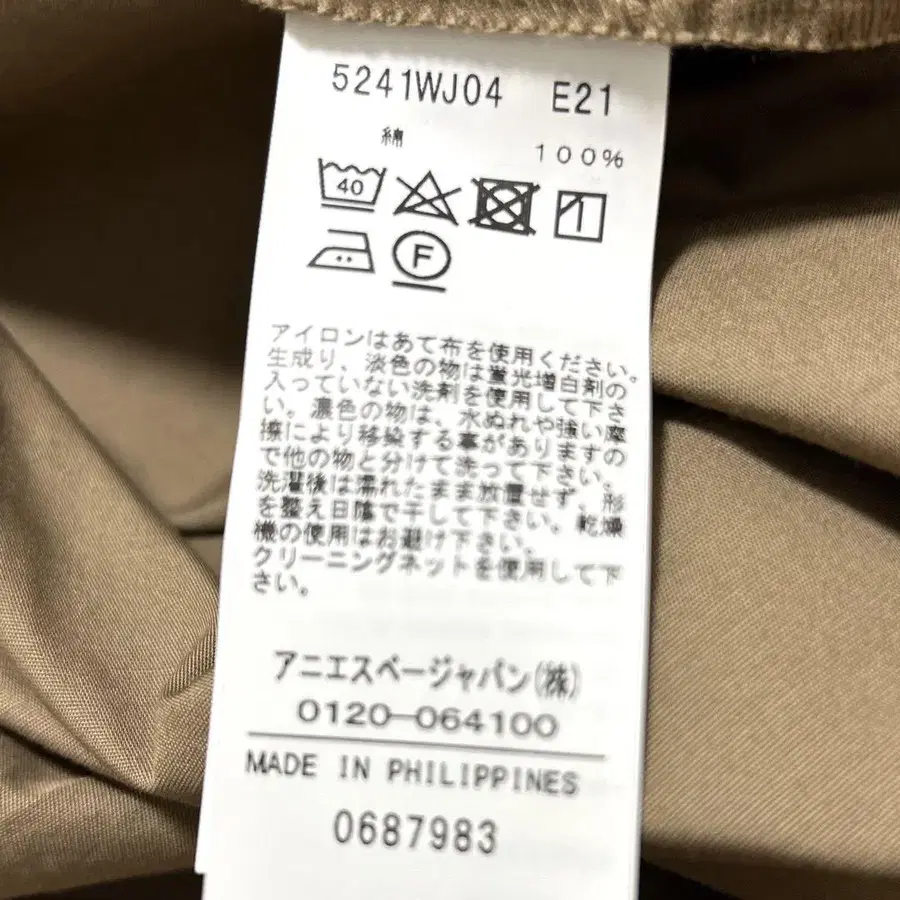 5241WJ04 E21
綿 100%
40
F
アイロンはあて布を使用ください。
生成り、淡色の物は蛍光増白剤の
入っていない洗剤を使用して下さ
い。濃色の物は、水ぬれや強い摩
擦により移染する事がありますの
で他の物と分けて洗って下さい。
洗濯後は濡れたまま放置せず、形
を整え日陰で干して下さい。乾燥
機の使用はお避け下さい。
クリーニングネットを使用して下
さい。
アニエスベージャパン(株)
0120-064100
MADE IN PHILIPPINES
0687983